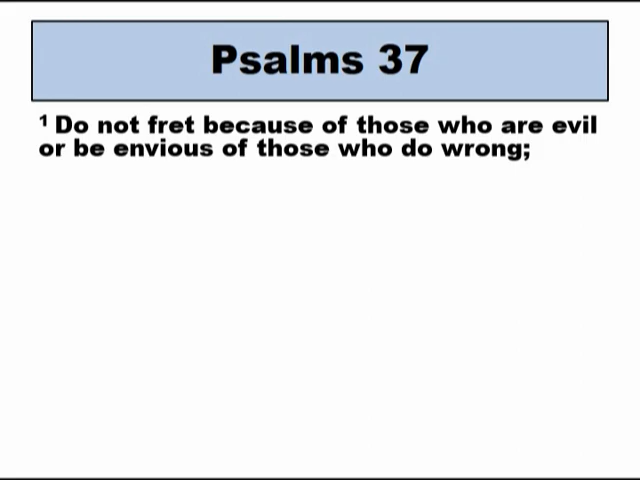 Psalms 37
¹ Do not fret because of those who are evil
or be envious of those who do wrong;